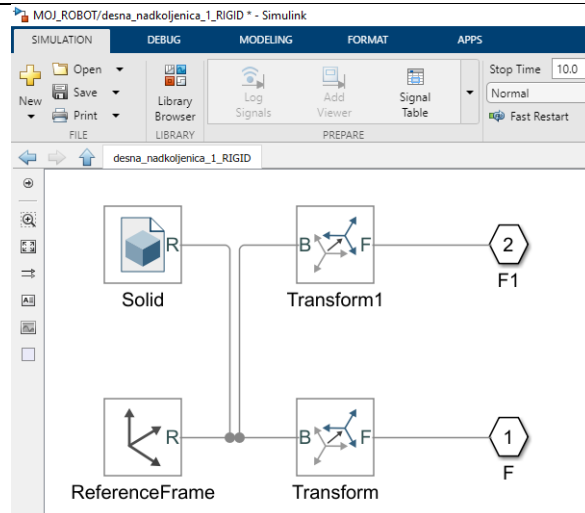 MOJ_ROBOT/desna_nadkoljenica_1_RIGID * - Simulink
SIMULATION DEBUG MODELING FORMAT APPS
New
Open
Save
Print
FILE
Library
Browser
LIBRARY
Log
Signals
Add
Viewer
Signal
Table
PREPARE
Stop Time 10.0
Normal
Fast Restart
desna_nadkoljenica_1_RIGID
R
Solid
B F
Transform1
2
F1
R
ReferenceFrame
B F
Transform
1
F